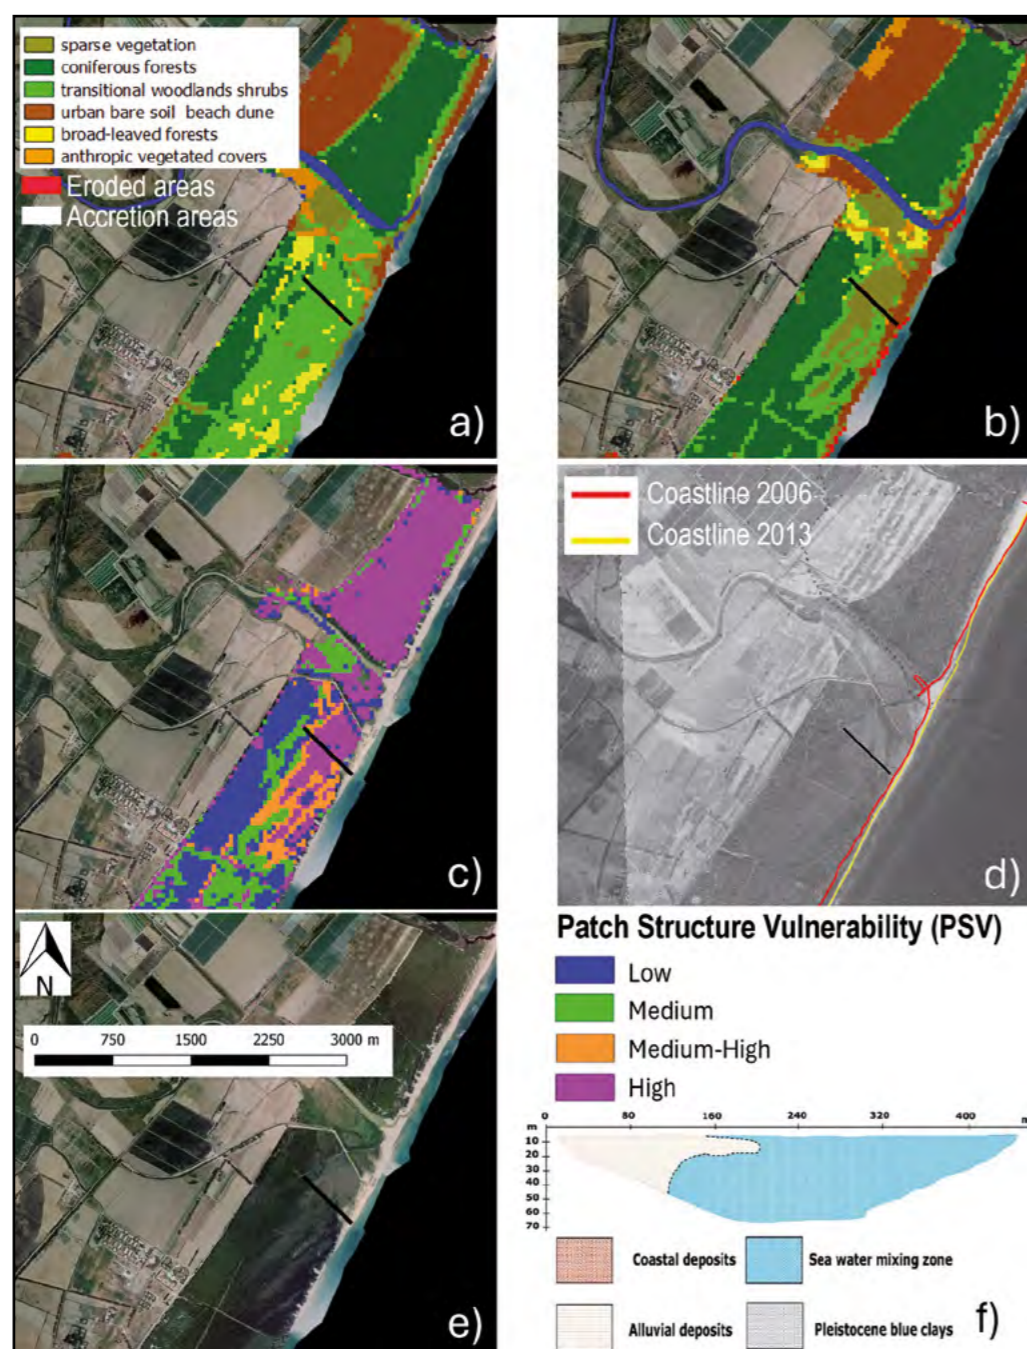 sparse vegetation
coniferous forests
transitional woodlands shrubs
urban bare soil beach dune
broad-leaved forests
anthropic vegetated covers
Eroded areas
Accretion areas
a)
b)
c)
Coastline 2006
Coastline 2013
d)
N
0 750 1500 2250 3000 m
e)
Patch Structure Vulnerability (PSV)
Low
Medium
Medium-High
High
0 80 160 240 320 400
m
m
10
20
30
40
50
60
70
Coastal deposits
Sea water mixing zone
Alluvial deposits
Pleistocene blue clays
f)